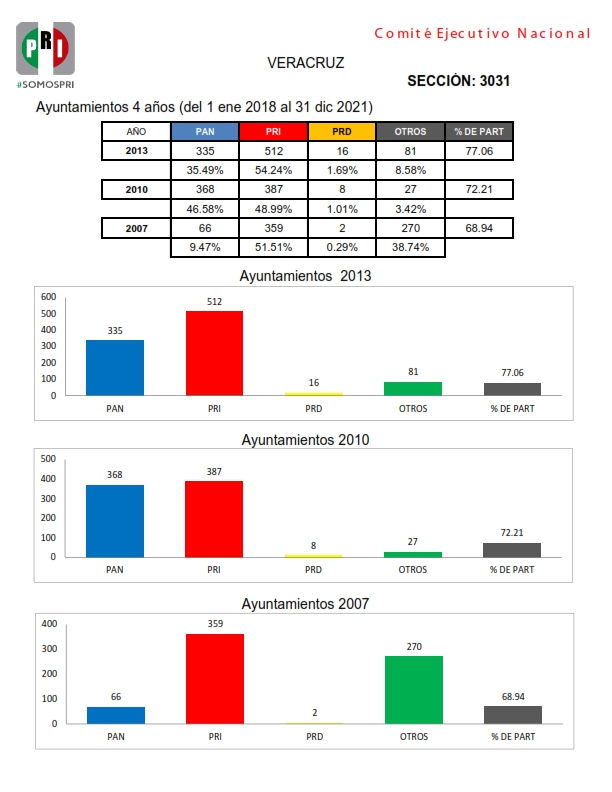 Comité Ejecutivo Nacional
PRI
#SOMOSPRI
VERACRUZ
SECCIÓN: 3031
Ayuntamientos 4 años (del 1 ene 2018 al 31 dic 2021)
AÑO PAN PRI PRD OTROS % DE PART
2013 335 512 16 81 77.06
35.49% 54.24% 1.69% 8.58%
2010 368 387 8 27 72.21
46.58% 48.99% 1.01% 3.42%
2007 66 359 2 270 68.94
9.47% 51.51% 0.29% 38.74%
Ayuntamientos 2013
600
500
400
300
200
100
0
335 512 16 81 77.06
PAN PRI PRD OTROS % DE PART
Ayuntamientos 2010
500
400
300
200
100
0
368 387 8 27 72.21
PAN PRI PRD OTROS % DE PART
Ayuntamientos 2007
400
300
200
100
0
66 359 2 270 68.94
PAN PRI PRD OTROS % DE PART